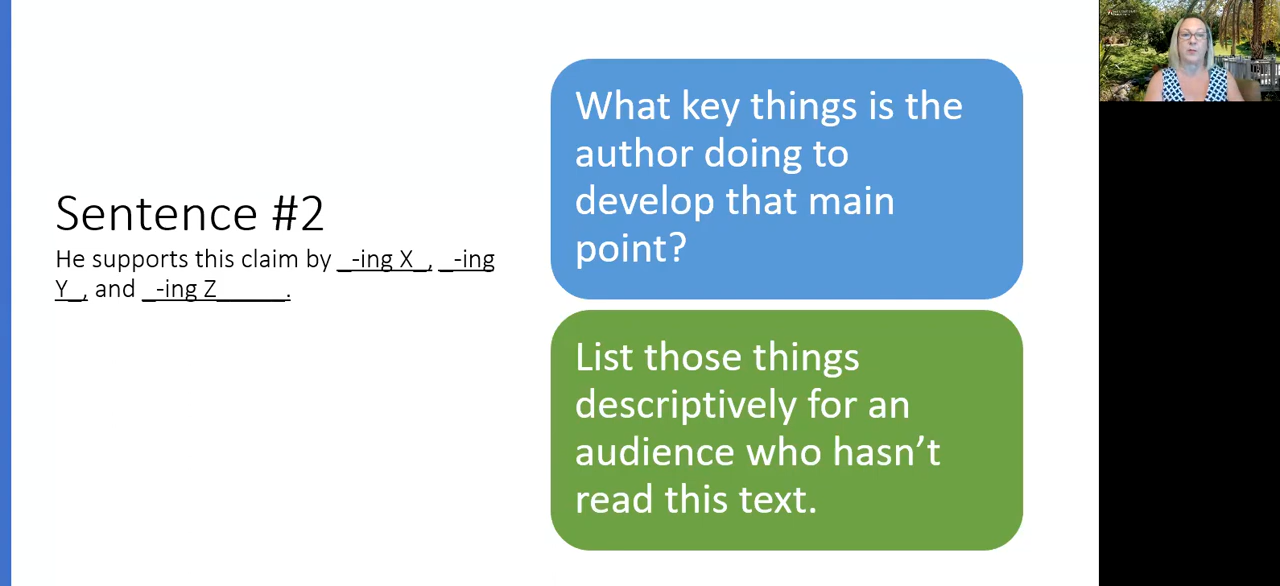 Sentence #2
He supports this claim by _-ing X_, _-ing
Y_, and _-ing Z_____.
What key things is the
author doing to
develop that main
point?
List those things
descriptively for an
audience who hasn’t
read this text.